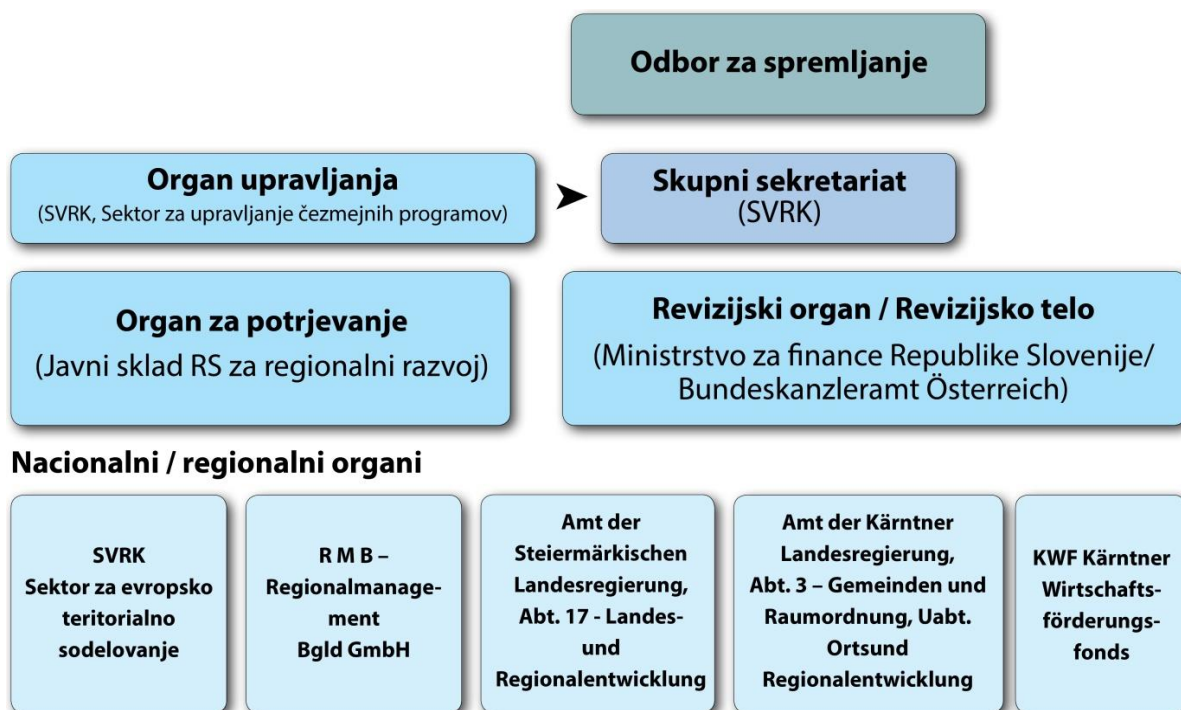 Odbor za spremljanje
Organ upravljanja
(SVRK, Sektor za upravljanje čezmejnih programov)
Skupni sekretariat
(SVRK)
Organ za potrjevanje
(Javni sklad RS za regionalni razvoj)
Revizijski organ / Revizijsko telo
(Ministrstvo za finance Republike Slovenije/
Bundeskanzleramt Österreich)
Nacionalni / regionalni organi
SVRK
Sektor za evropsko
teritorialno
sodelovanje
R M B –
Regionalmanage-
ment
Bgld GmbH
Amt der
Steiermärkischen
Landesregierung,
Abt. 17 - Landes-
und
Regionalentwicklung
Amt der Kärntner
Landesregierung,
Abt. 3 – Gemeinden und
Raumordnung, Uabt.
Ortsund
Regionalentwicklung
KWF Kärntner
Wirtschafts-
förderungs-
fonds